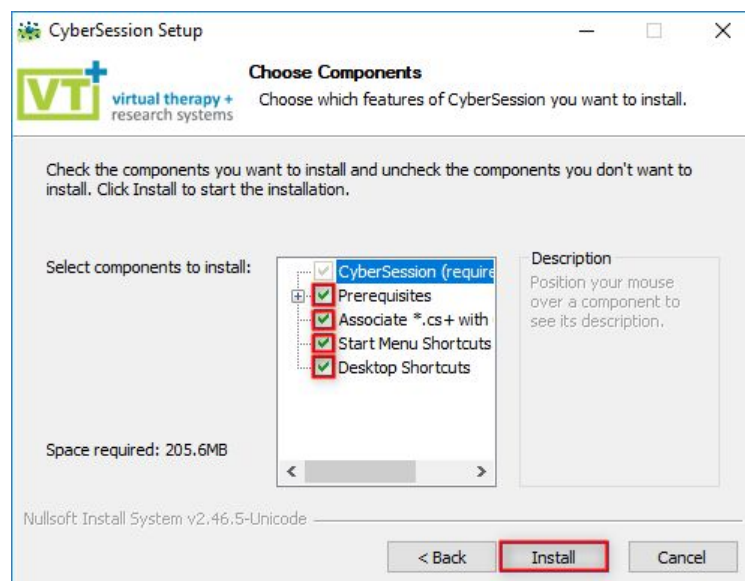 CyberSession Setup
VT+
virtual therapy +
research systems
Choose Components
Choose which features of CyberSession you want to install.
Check the components you want to install and uncheck the components you don't want to
install. Click Install to start the installation.
Select components to install:
CyberSession (require
Prerequisites
Associate *.cs+ with
Start Menu Shortcuts
Desktop Shortcuts
Description
Position your mouse
over a component to
see its description.
Space required: 205.6MB
Nullsoft Install System v2.46.5-Unicode
< Back
Install
Cancel